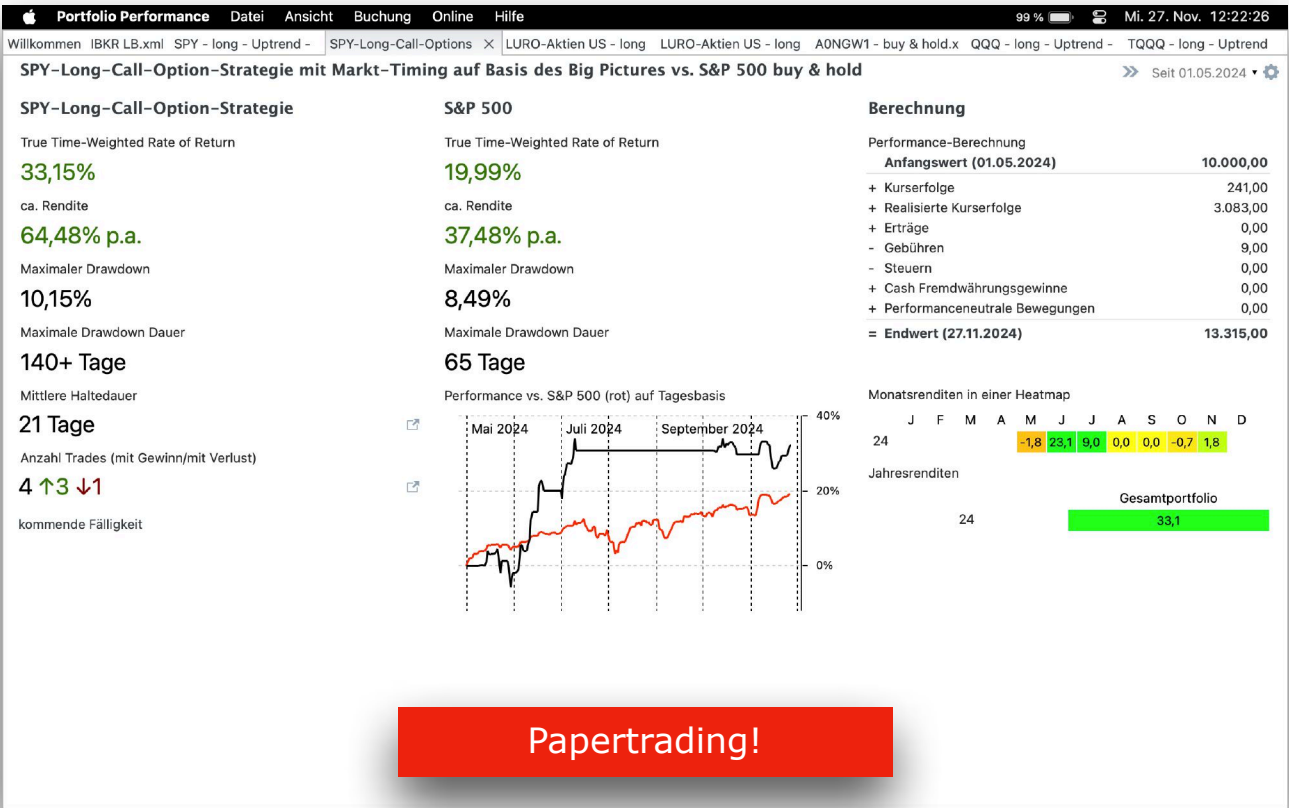 Portfolio Performance Datei Ansicht Buchung Online Hilfe 99 % Mi. 27. Nov. 12:22:26
Willkommen IBKR LB.xml SPY - long - Uptrend - SPY-Long-Call-Options × LURO-Aktien US - long LURO-Aktien US - long A0NGW1 - buy & hold.x QQQ - long - Uptrend - TQQQ - long - Uptrend
SPY-Long-Call-Option-Strategie mit Markt-Timing auf Basis des Big Pictures vs. S&P 500 buy & hold
Seit 01.05.2024
SPY-Long-Call-Option-Strategie
True Time-Weighted Rate of Return
33,15%
ca. Rendite
64,48% p.a.
Maximaler Drawdown
10,15%
Maximale Drawdown Dauer
140+ Tage
Mittlere Haltedauer
21 Tage
Anzahl Trades (mit Gewinn/mit Verlust)
4 ↑3 ↓1
kommende Fälligkeit
S&P 500
True Time-Weighted Rate of Return
19,99%
ca. Rendite
37,48% p.a.
Maximaler Drawdown
8,49%
Maximale Drawdown Dauer
65 Tage
Performance vs. S&P 500 (rot) auf Tagesbasis
Mai 2024 Juli 2024 September 2024
40%
20%
0%
Berechnung
Performance-Berechnung
Anfangswert (01.05.2024) 10.000,00
+ Kurserfolge 241,00
+ Realisierte Kurserfolge 3.083,00
+ Erträge 0,00
- Gebühren 9,00
- Steuern 0,00
+ Cash Fremdwährungsgewinne 0,00
+ Performanceneutrale Bewegungen 0,00
= Endwert (27.11.2024) 13.315,00
Monatsrenditen in einer Heatmap
J F M A M J J A S O N D
24 -1,8 23,1 9,0 0,0 0,0 -0,7 1,8
Jahresrenditen
Gesamtportfolio
24 33,1
Papertrading!